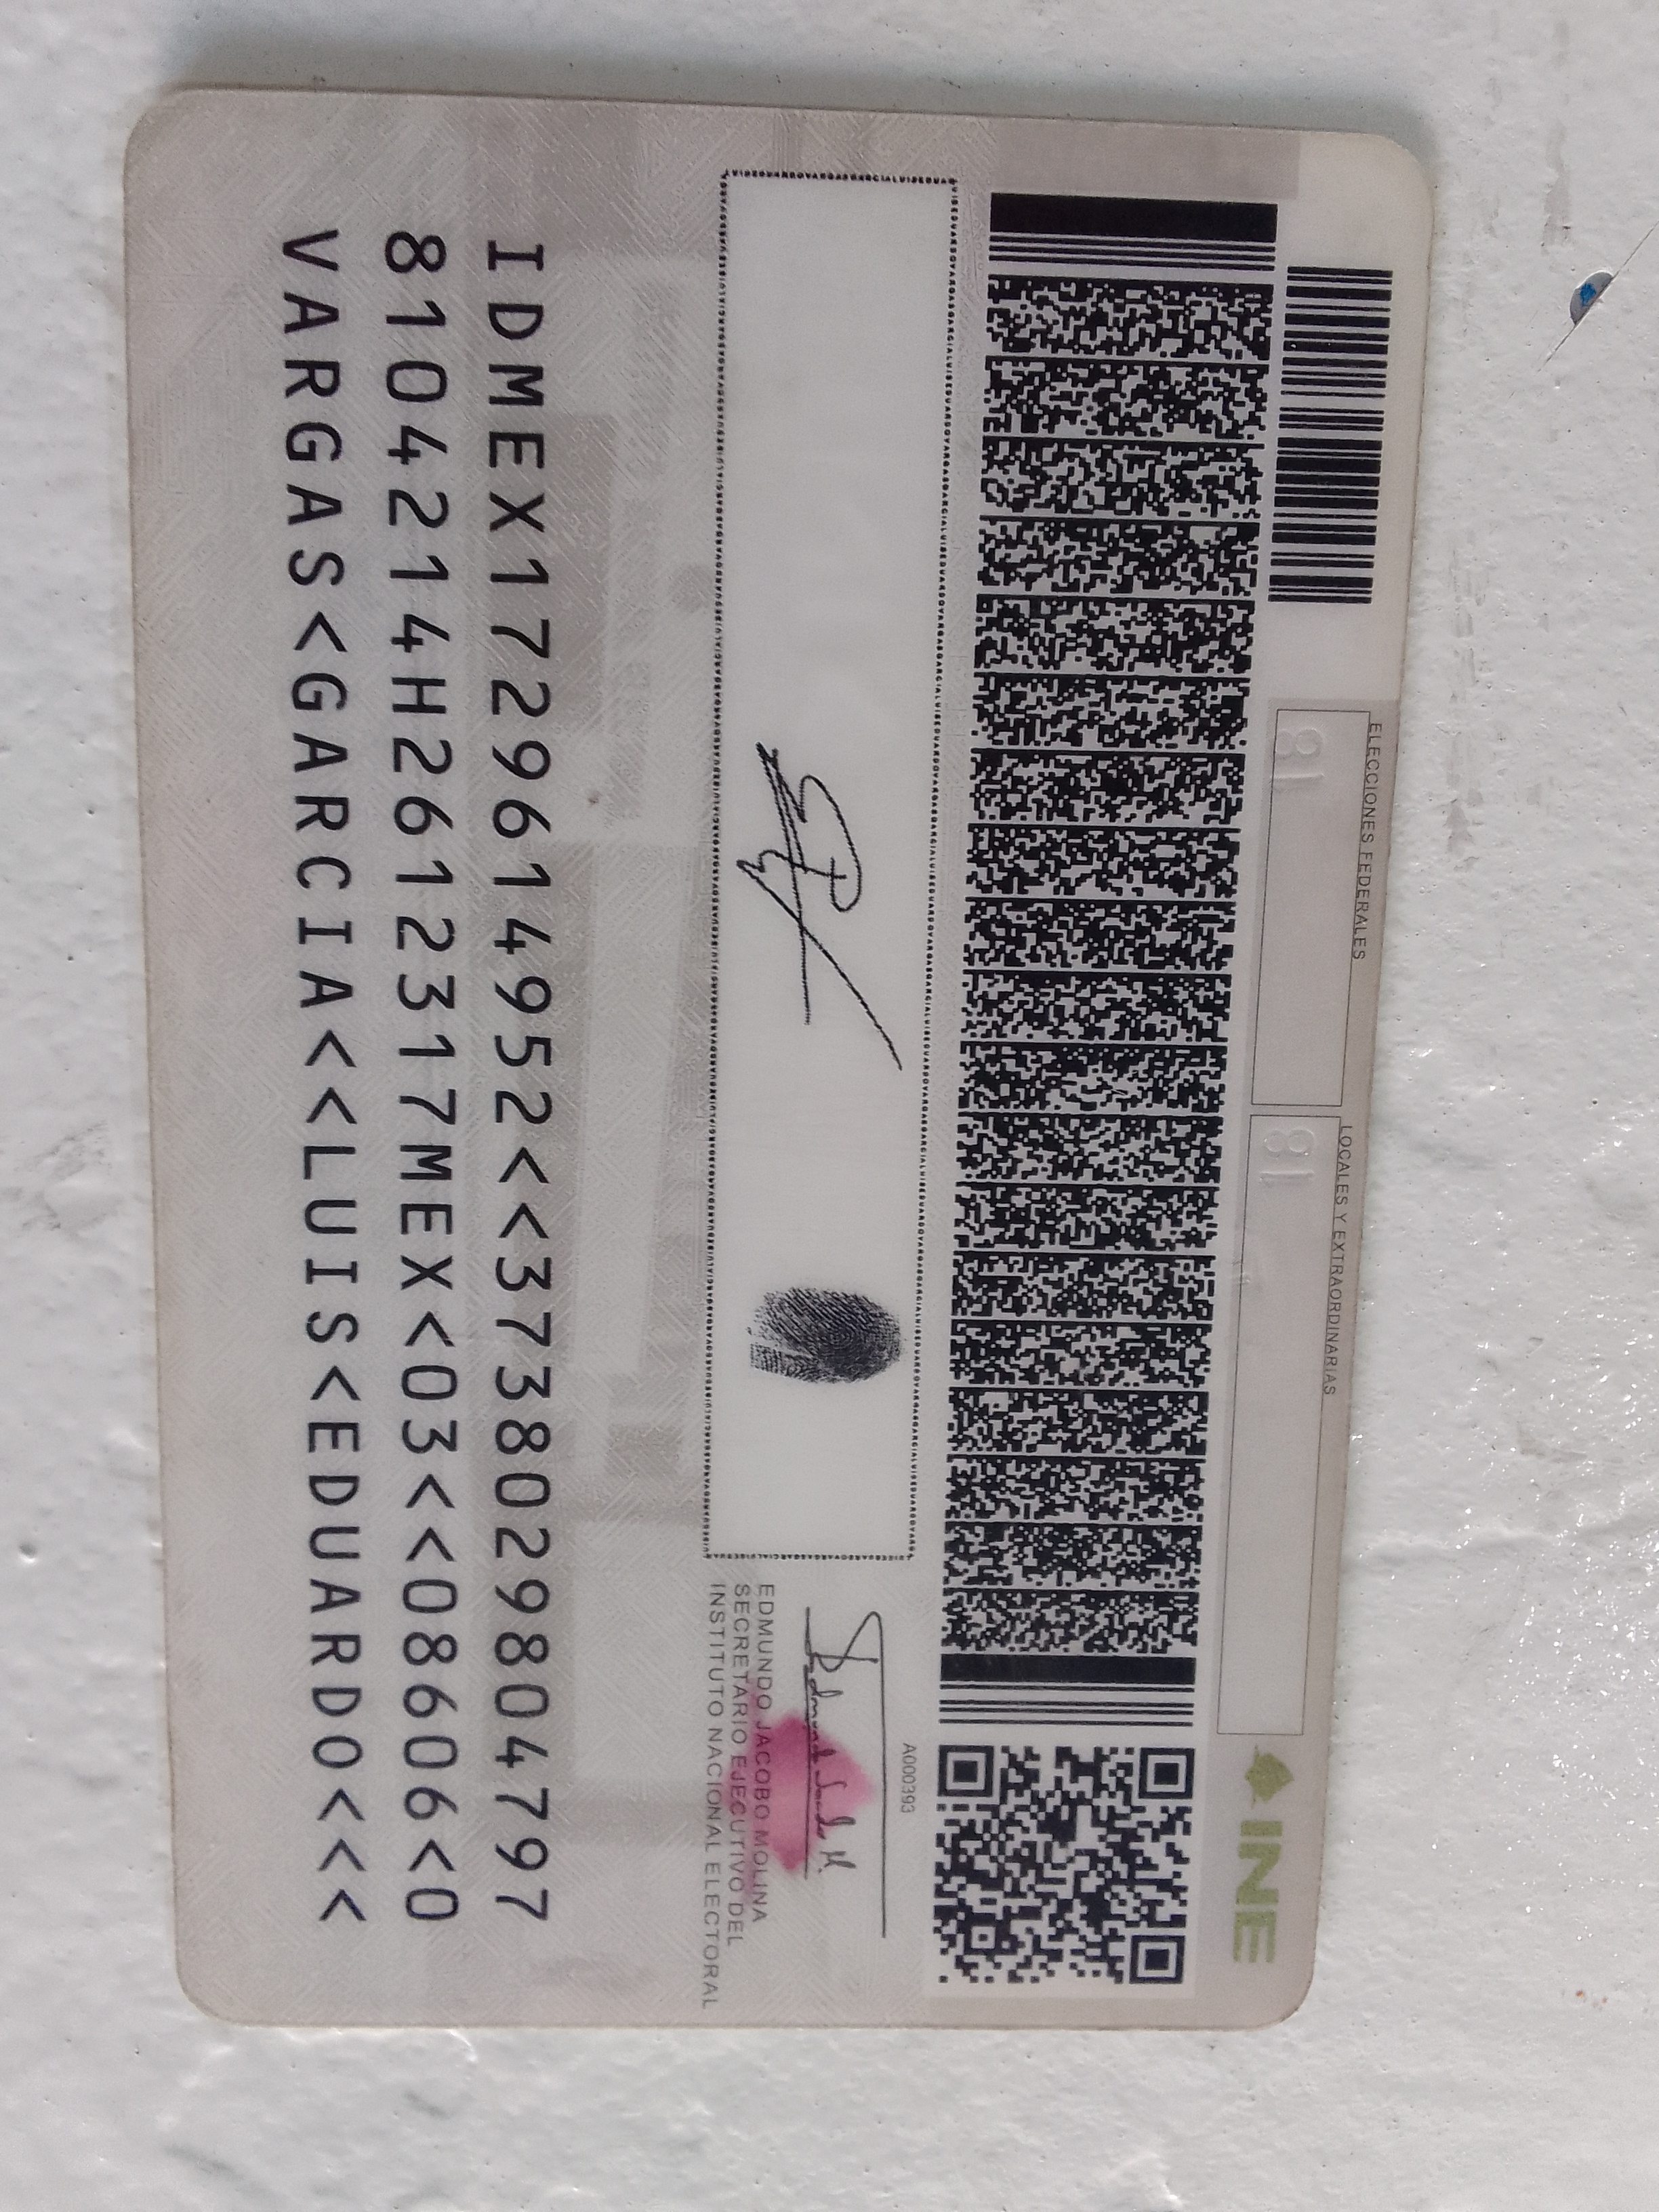 ELECCIONES FEDERALES
LOCALES Y EXTRAORDINARIAS
INE
18
18
A000393
EDMUNDO JACOBO MOLINA
SECRETARIO EJECUTIVO DEL
INSTITUTO NACIONAL ELECTORAL
IDMEX1729614952<<3738029804797
8104214H2612317MEX<03<<08606<0
VARGAS<GARCIA<<LUIS<EDUARDO<<<